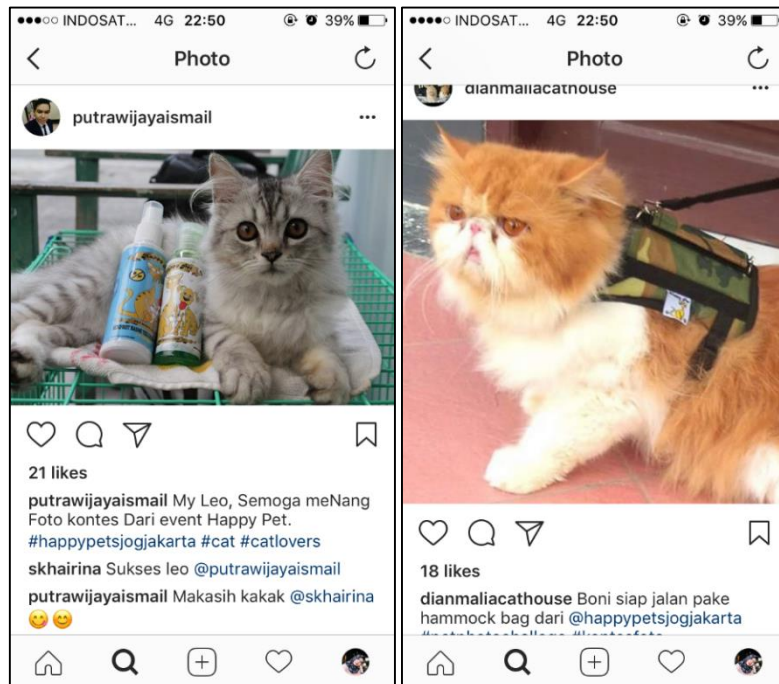 INDOSAT... 4G 22:50 39%
Photo
putrawijayaismail
21 likes
putrawijayaismail My Leo, Semoga meNang
Foto kontes Dari event Happy Pet.
#happypetsjogjakarta #cat #catlovers
skhairina Sukses leo @putrawijayaismail
putrawijayaismail Makasih kakak @skhairina
😋 😊
INDOSAT... 4G 22:50 39%
Photo
dianmaliacathouse
18 likes
dianmaliacathouse Boni siap jalan pake
hammock bag dari @happypetsjogjakarta